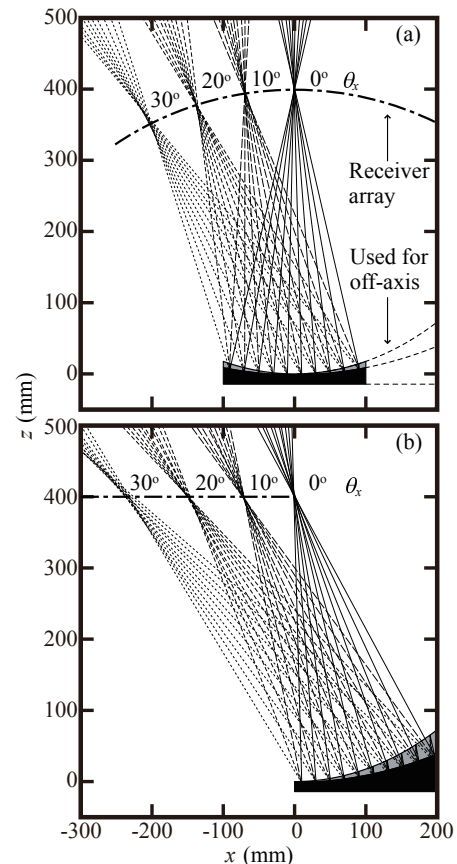 500
(a)
400
30° 20° 10° 0° θx
300
Receiver
array
200
Used for
off-axis
100
0
z (mm)
500
(b)
30° 20° 10° 0° θx
400
300
200
100
0
-300 -200 -100 0 100 200
x (mm)